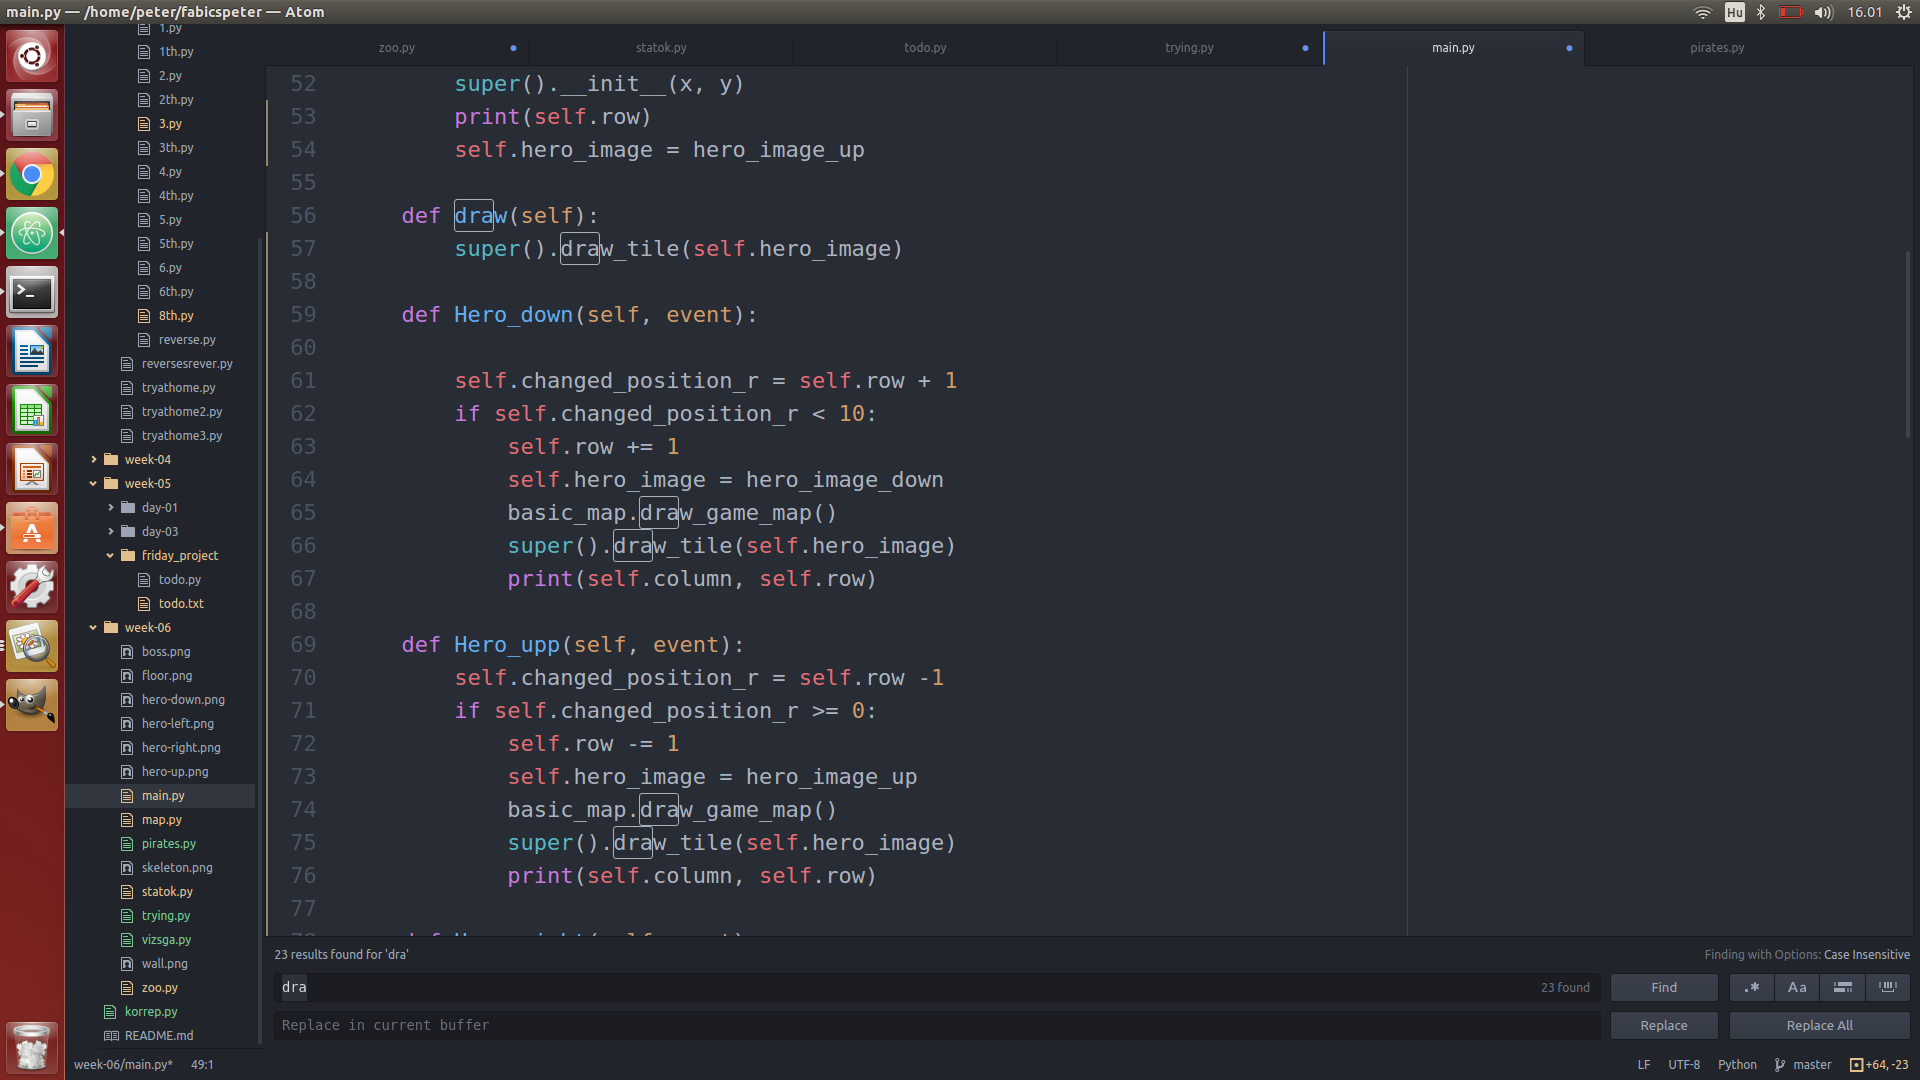 main.py — /home/peter/fabicspeter — Atom
Hu
16.01
1.py
1th.py
2.py
2th.py
3.py
3th.py
4.py
4th.py
5.py
5th.py
6.py
6th.py
8th.py
reverse.py
reversesrever.py
tryathome.py
tryathome2.py
tryathome3.py
week-04
week-05
day-01
day-03
friday_project
todo.py
todo.txt
week-06
boss.png
floor.png
hero-down.png
hero-left.png
hero-right.png
hero-up.png
main.py
map.py
pirates.py
skeleton.png
statok.py
trying.py
vizsga.py
wall.png
zoo.py
korrep.py
README.md
zoo.py
statok.py
todo.py
trying.py
main.py
pirates.py
52 super().__init__(x, y)
53 print(self.row)
54 self.hero_image = hero_image_up
55
56 def draw(self):
57 super().draw_tile(self.hero_image)
58
59 def Hero_down(self, event):
60
61 self.changed_position_r = self.row + 1
62 if self.changed_position_r < 10:
63 self.row += 1
64 self.hero_image = hero_image_down
65 basic_map.draw_game_map()
66 super().draw_tile(self.hero_image)
67 print(self.column, self.row)
68
69 def Hero_upp(self, event):
70 self.changed_position_r = self.row -1
71 if self.changed_position_r >= 0:
72 self.row -= 1
73 self.hero_image = hero_image_up
74 basic_map.draw_game_map()
75 super().draw_tile(self.hero_image)
76 print(self.column, self.row)
77
23 results found for 'dra'
Finding with Options: Case Insensitive
dra
23 found
Find
.*
Aa
Replace in current buffer
Replace
Replace All
week-06/main.py*
49:1
LF
UTF-8
Python
master
+64, -23